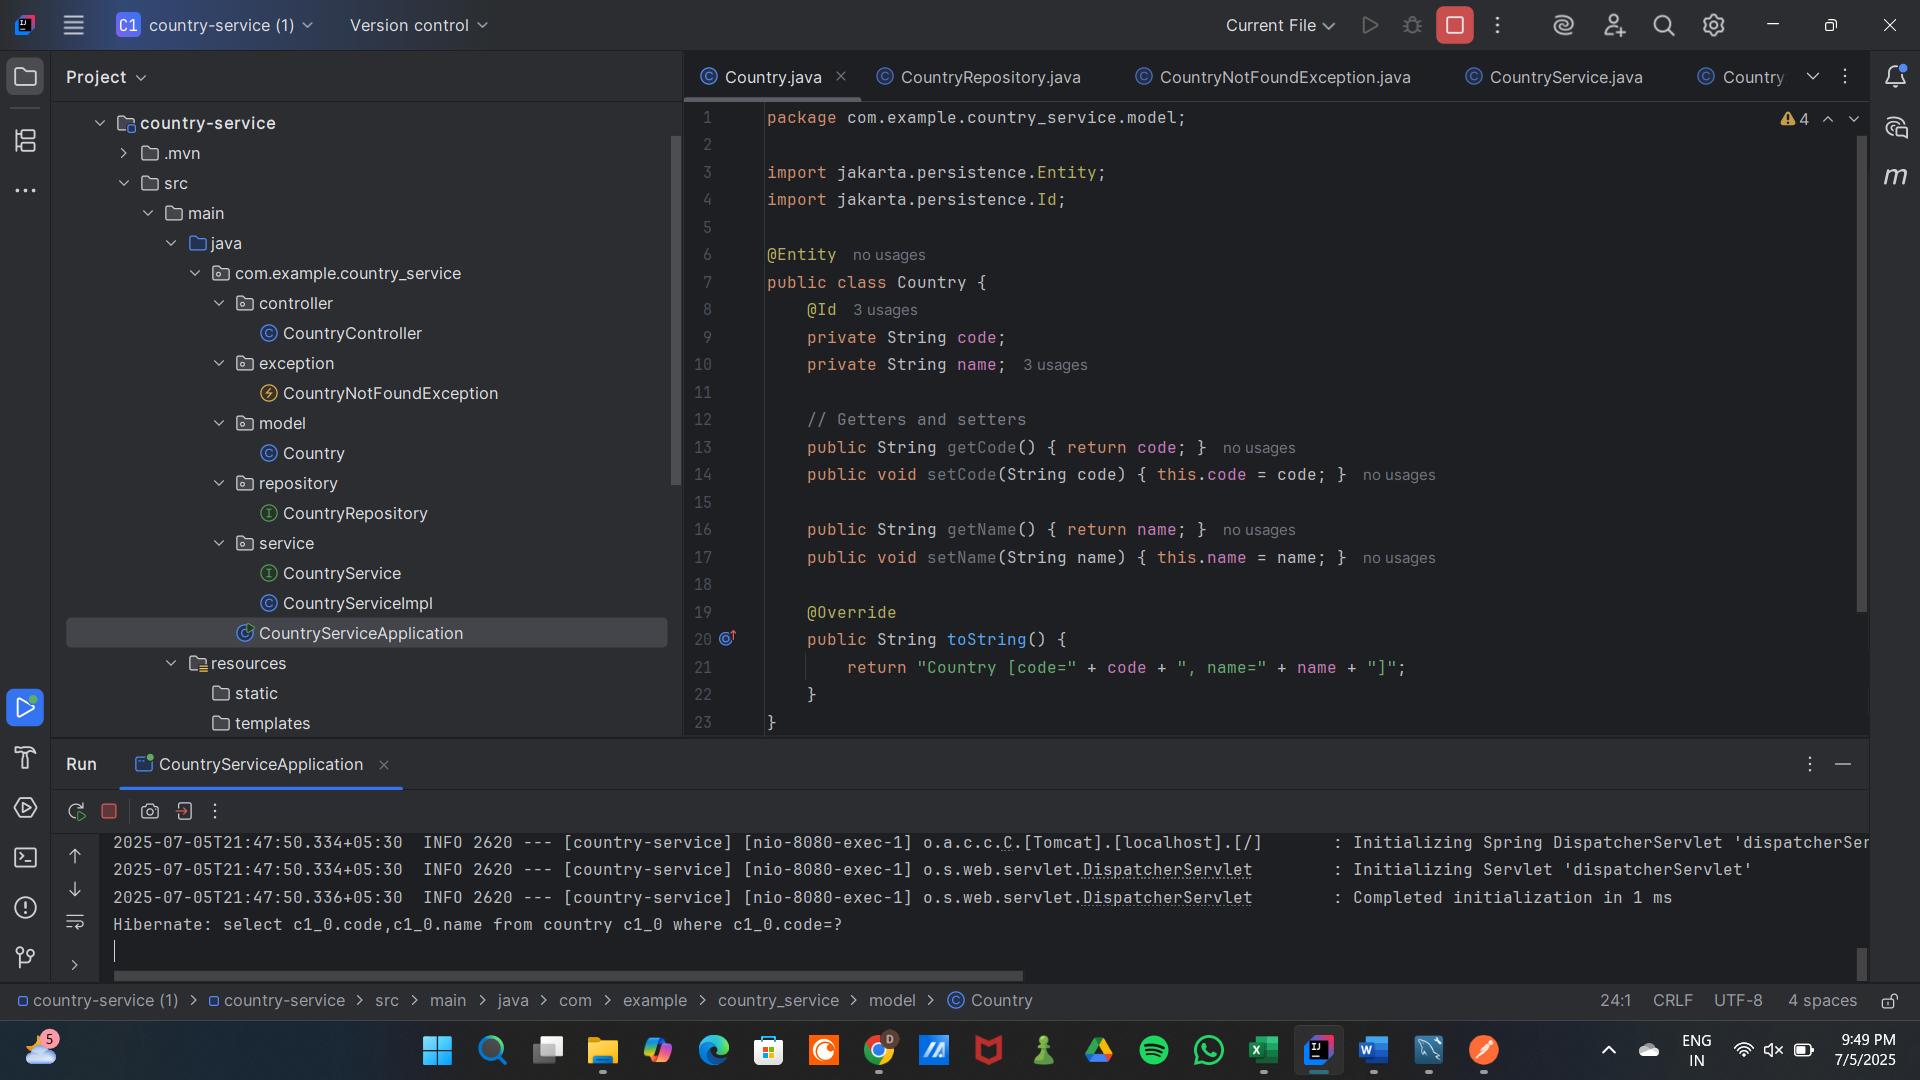 C1 country-service (1) Version control Current File
Project
Country.java CountryRepository.java CountryNotFoundException.java CountryService.java Country
country-service
.mvn
src
main
java
com.example.country_service
controller
CountryController
exception
CountryNotFoundException
model
Country
repository
CountryRepository
service
CountryService
CountryServiceImpl
CountryServiceApplication
resources
static
templates
4
1 package com.example.country_service.model;
2
3 import jakarta.persistence.Entity;
4 import jakarta.persistence.Id;
5
6 @Entity no usages
7 public class Country {
8 @Id 3 usages
9 private String code;
10 private String name; 3 usages
11
12 // Getters and setters
13 public String getCode() { return code; } no usages
14 public void setCode(String code) { this.code = code; } no usages
15
16 public String getName() { return name; } no usages
17 public void setName(String name) { this.name = name; } no usages
18
19 @Override
20 public String toString() {
21 return "Country [code=" + code + ", name=" + name + "]";
22 }
23 }
m
Run CountryServiceApplication
2025-07-05T21:47:50.334+05:30 INFO 2620 --- [country-service] [nio-8080-exec-1] o.a.c.c.C.[Tomcat].[localhost].[/] : Initializing Spring DispatcherServlet 'dispatcherSer
2025-07-05T21:47:50.334+05:30 INFO 2620 --- [country-service] [nio-8080-exec-1] o.s.web.servlet.DispatcherServlet : Initializing Servlet 'dispatcherServlet'
2025-07-05T21:47:50.336+05:30 INFO 2620 --- [country-service] [nio-8080-exec-1] o.s.web.servlet.DispatcherServlet : Completed initialization in 1 ms
Hibernate: select c1_0.code,c1_0.name from country c1_0 where c1_0.code=?
country-service (1) > country-service > src > main > java > com > example > country_service > model > Country 24:1 CRLF UTF-8 4 spaces
5
D
ENG
IN
9:49 PM
7/5/2025